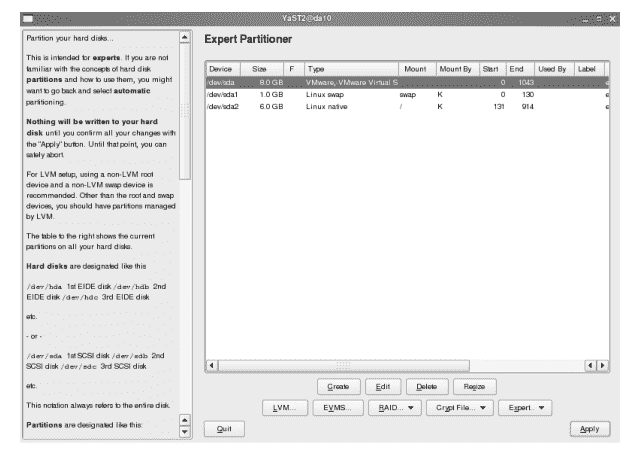 YaST2@da10
Partition your hard disks...
This is intended for experts. If you are not
familiar with the concepts of hard disk
partitions and how to use them, you might
want to go back and select automatic
partitioning.
Nothing will be written to your hard
disk until you confirm all your changes with
the "Apply" button. Until that point, you can
safely abort.
For LVM setup, using a non-LVM root
device and a non-LVM swap device is
recommended. Other than the root and swap
devices, you should have partitions managed
by LVM.
The table to the right shows the current
partitions on all your hard disks.
Hard disks are designated like this
/dev/hda 1st EIDE disk /dev/hdb 2nd
EIDE disk /dev/hdc 3rd EIDE disk
etc.
- or -
/dev/sda 1st SCSI disk /dev/sdb 2nd
SCSI disk /dev/sdc 3rd SCSI disk
etc.
This notation always refers to the entire disk.
Partitions are designated like this:
Expert Partitioner
Device Size F Type Mount Mount By Start End Used By Label
/dev/sda 8.0 GB VMware, VMware Virtual S 0 1043
/dev/sda1 1.0 GB Linux swap swap K 0 130 e
/dev/sda2 6.0 GB Linux native / K 131 914 e
Create Edit Delete Resize
LVM... EVMS... RAID... Crypt File... Expert..
Quit Apply